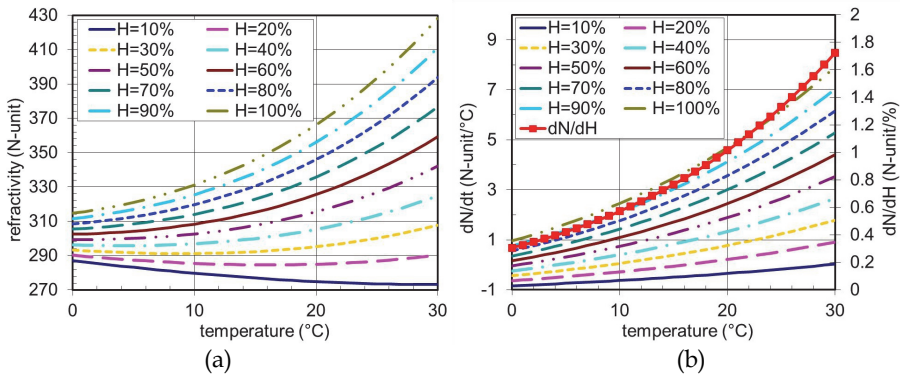 (a)
430
410
390
370
350
330
310
290
270
refractivity (N-unit)
H=10% H=20%
H=30% H=40%
H=50% H=60%
H=70% H=80%
H=90% H=100%
0 10 20 30
temperature (°C)
(a)
(b)
9
7
5
3
1
-1
dN/dt (N-unit/°C)
H=10% H=20%
H=30% H=40%
H=50% H=60%
H=70% H=80%
H=90% H=100%
dN/dH
2
1.8
1.6
1.4
1.2
1
0.8
0.6
0.4
0.2
0
dN/dH (N-unit/%)
0 10 20 30
temperature (°C)
(b)